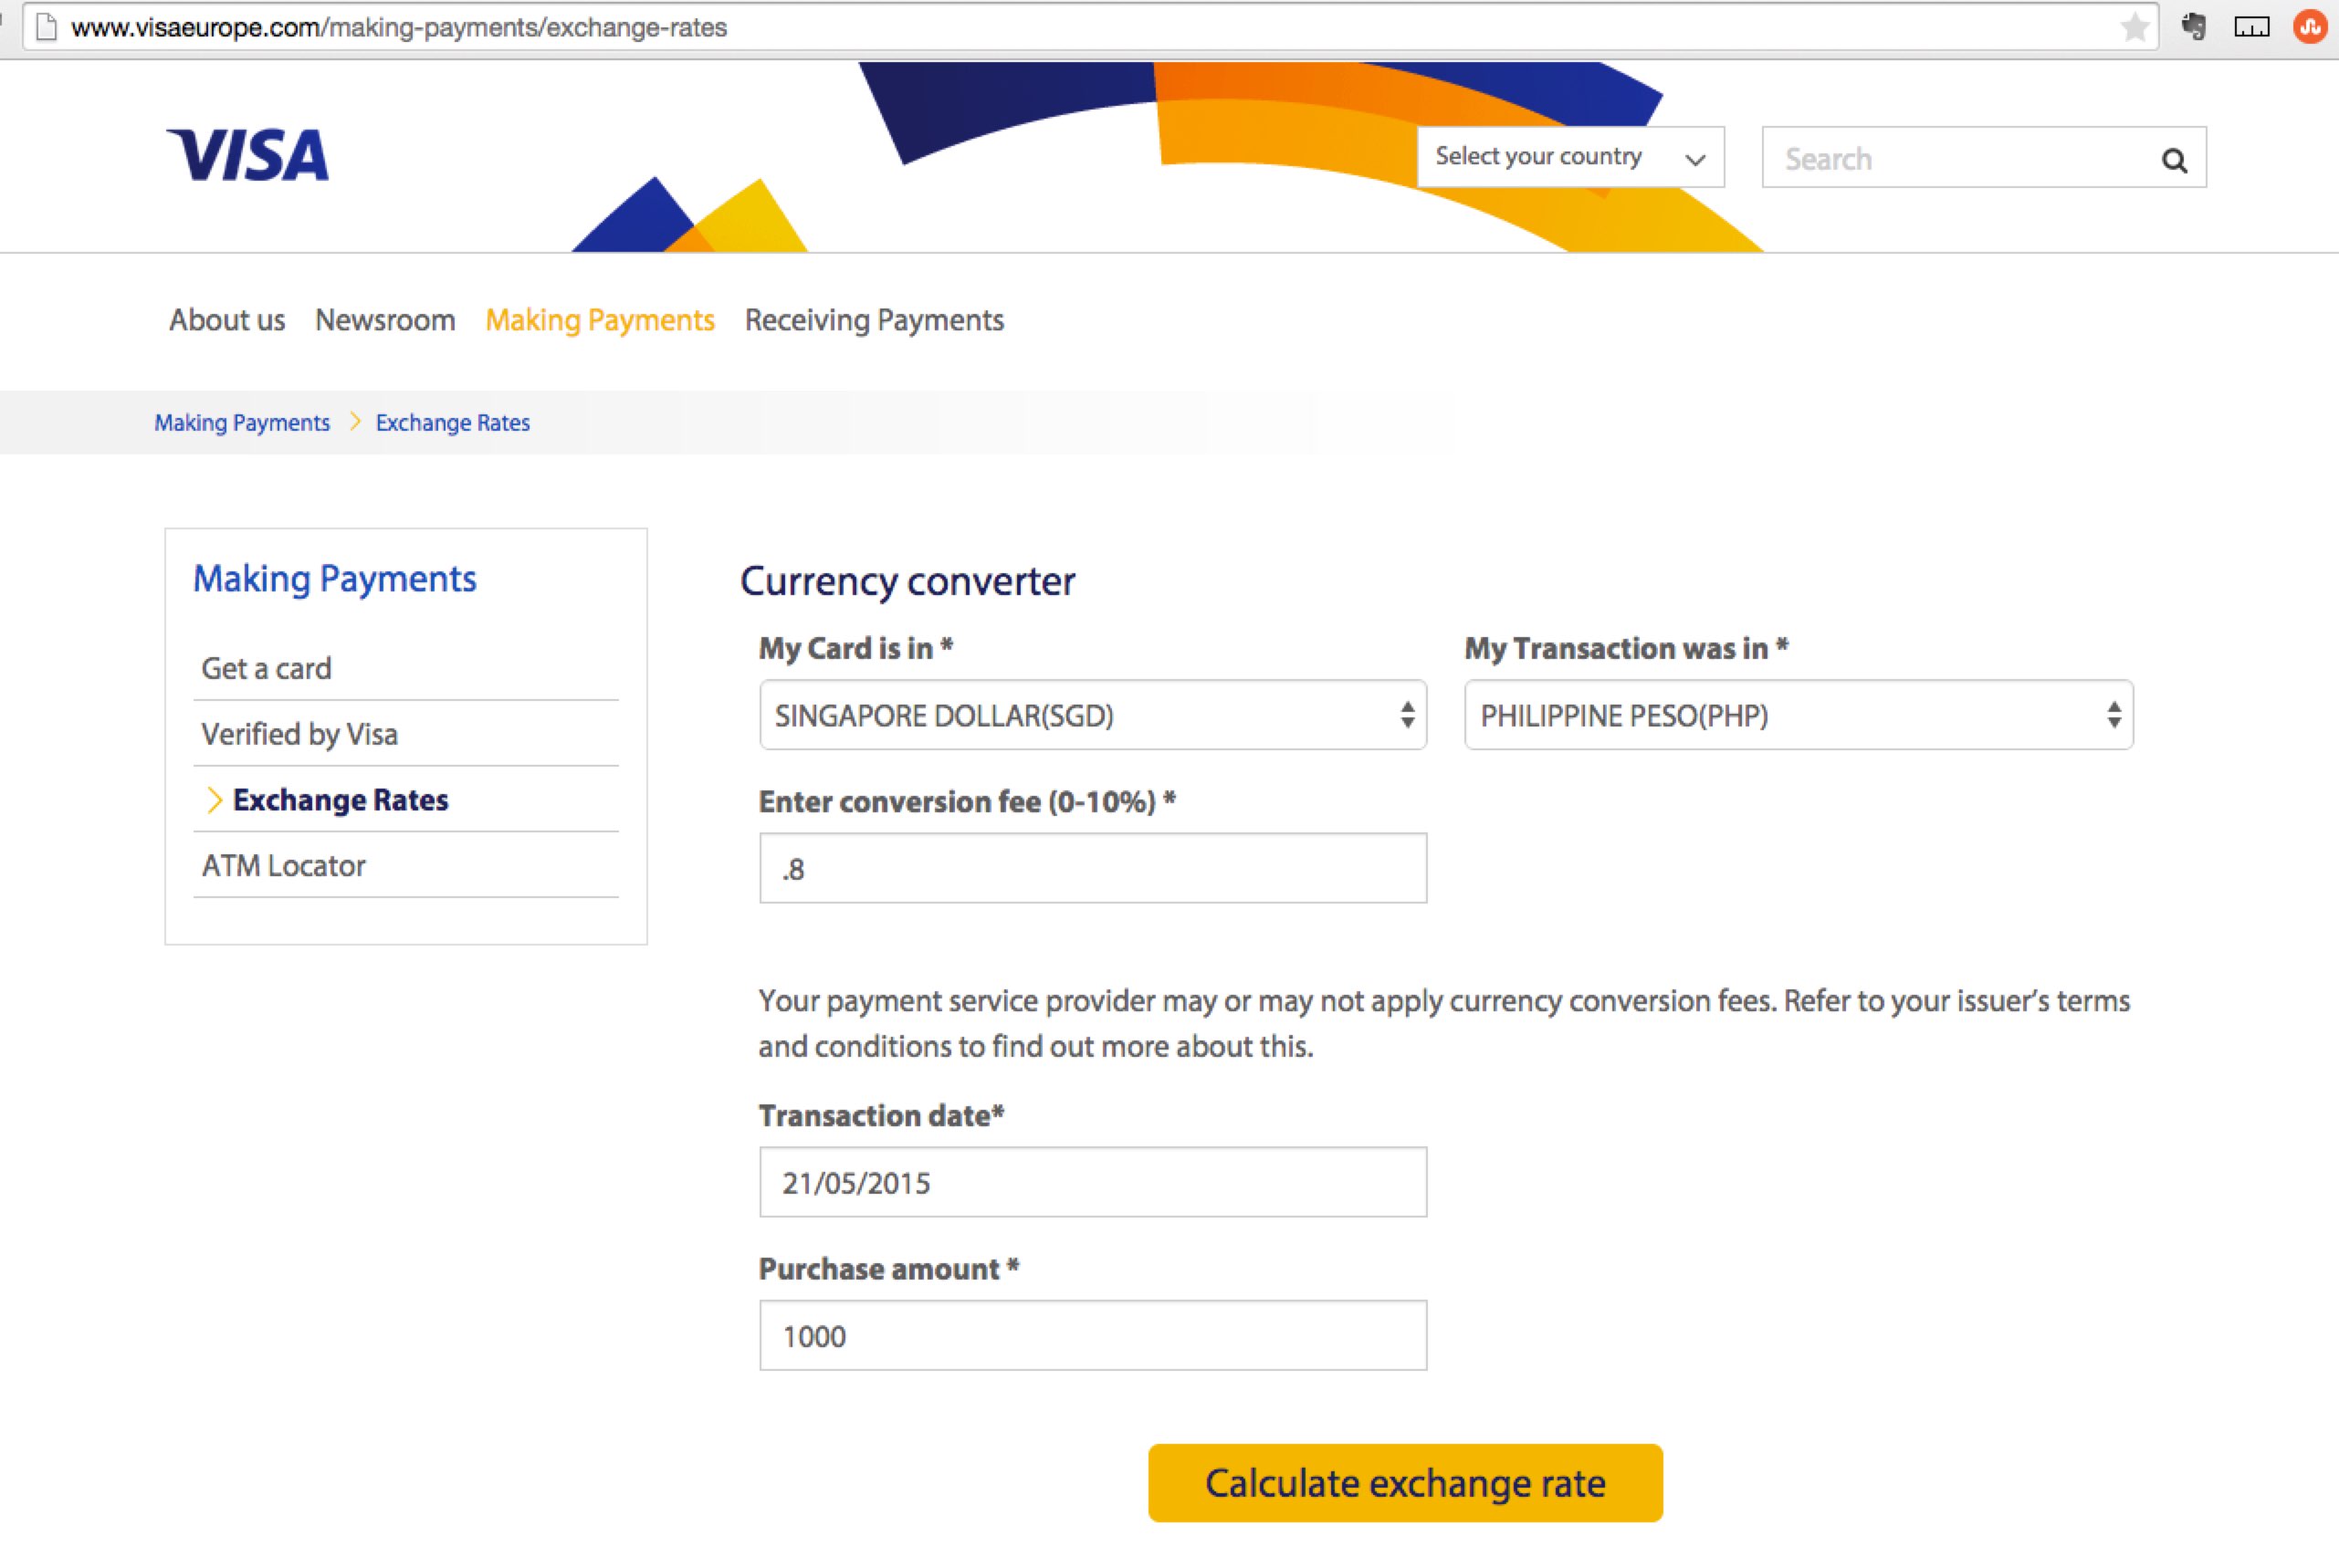 www.visaeurope.com/making-payments/exchange-rates
VISA
Select your country
Search
About us Newsroom Making Payments Receiving Payments
Making Payments Exchange Rates
Making Payments
Get a card
Verified by Visa
Exchange Rates
ATM Locator
Currency converter
My Card is in * My Transaction was in *
SINGAPORE DOLLAR(SGD) PHILIPPINE PESO(PHP)
Enter conversion fee (0-10%) *
.8
Your payment service provider may or may not apply currency conversion fees. Refer to your issuer’s terms
and conditions to find out more about this.
Transaction date*
21/05/2015
Purchase amount *
1000
Calculate exchange rate